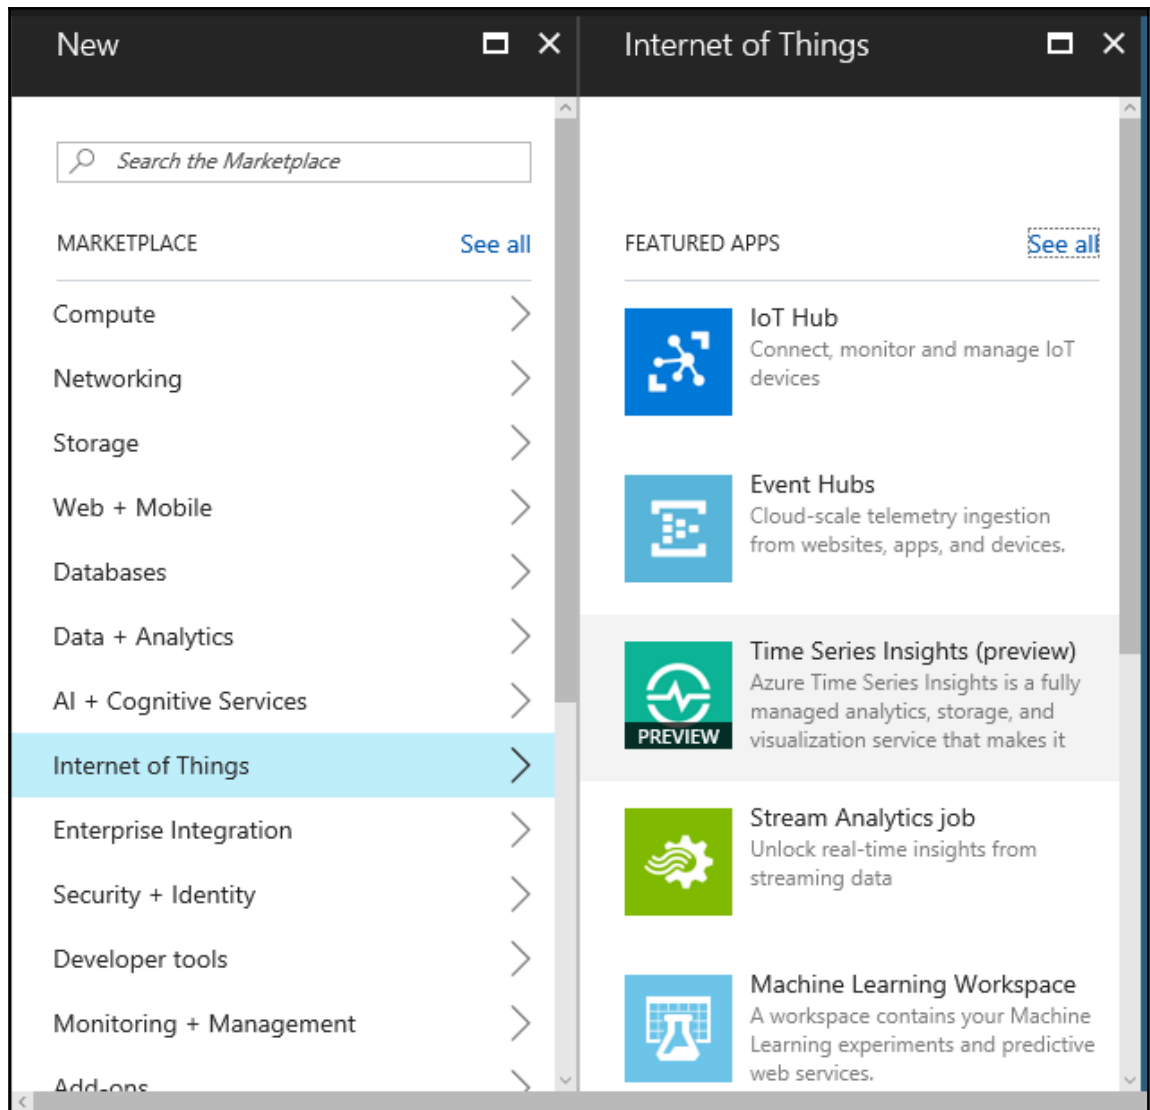 New
Search the Marketplace
MARKETPLACE
See all
Compute
Networking
Storage
Web + Mobile
Databases
Data + Analytics
AI + Cognitive Services
Internet of Things
Enterprise Integration
Security + Identity
Developer tools
Monitoring + Management
Add-ons
Internet of Things
FEATURED APPS
See all
IoT Hub
Connect, monitor and manage IoT
devices
Event Hubs
Cloud-scale telemetry ingestion
from websites, apps, and devices.
PREVIEW
Time Series Insights (preview)
Azure Time Series Insights is a fully
managed analytics, storage, and
visualization service that makes it
Stream Analytics job
Unlock real-time insights from
streaming data
Machine Learning Workspace
A workspace contains your Machine
Learning experiments and predictive
web services.